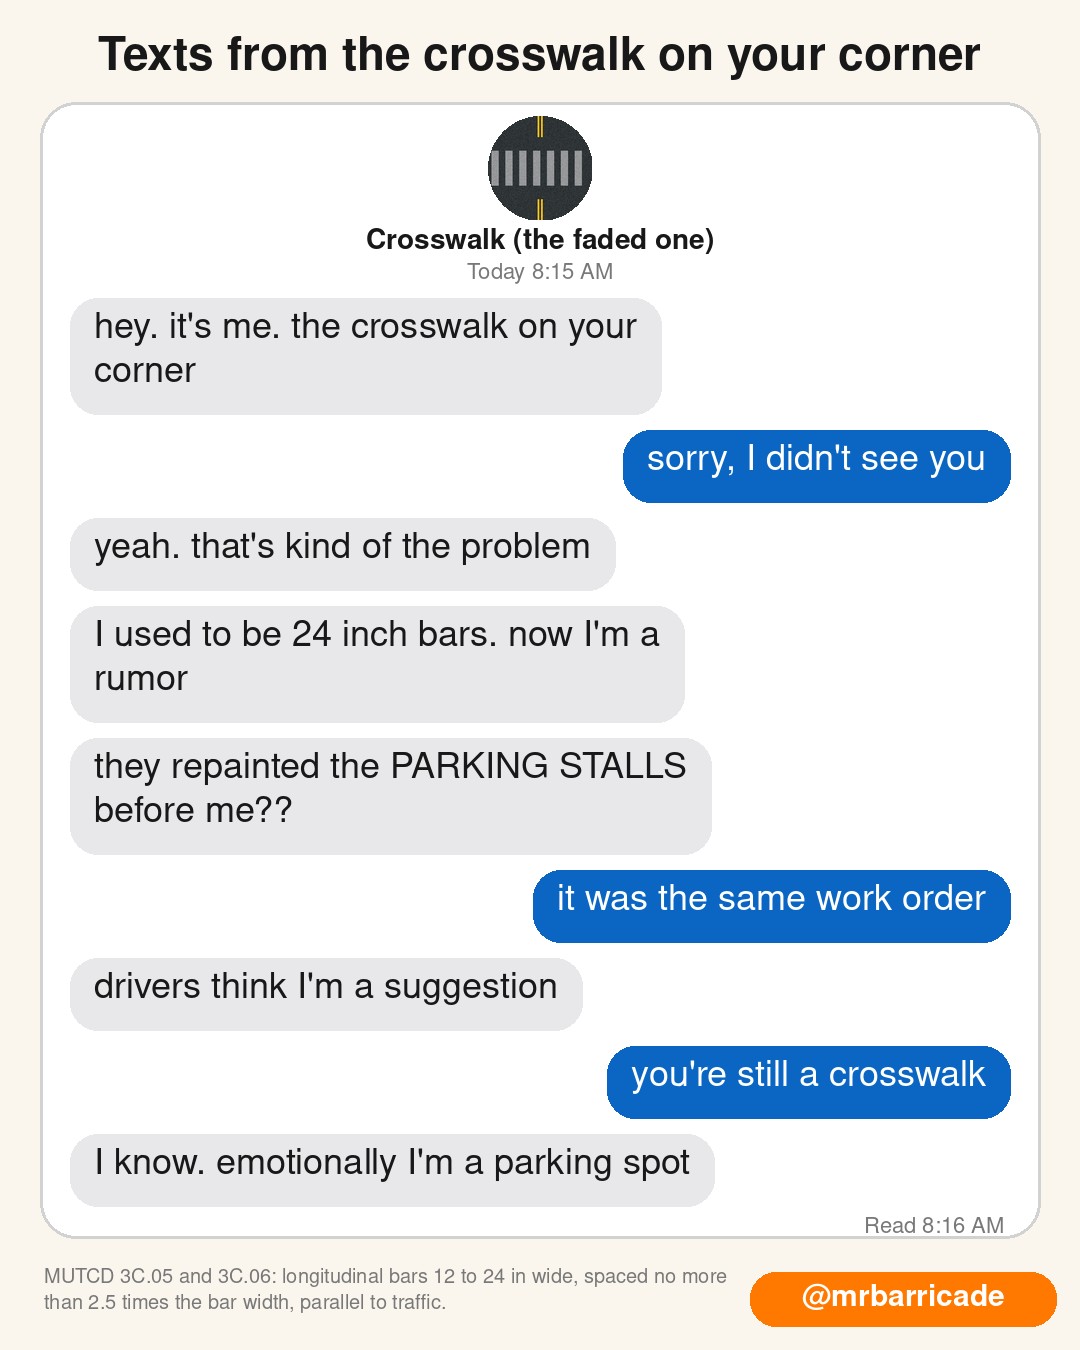 Texts from the crosswalk on your corner
Crosswalk (the faded one)
Today 8:15 AM
hey. it's me. the crosswalk on your
corner
sorry, I didn't see you
yeah. that's kind of the problem
I used to be 24 inch bars. now I'm a
rumor
they repainted the PARKING STALLS
before me??
it was the same work order
drivers think I'm a suggestion
you're still a crosswalk
I know. emotionally I'm a parking spot
Read 8:16 AM
MUTCD 3C.05 and 3C.06: longitudinal bars 12 to 24 in wide, spaced no more
than 2.5 times the bar width, parallel to traffic.
@mrbarricade